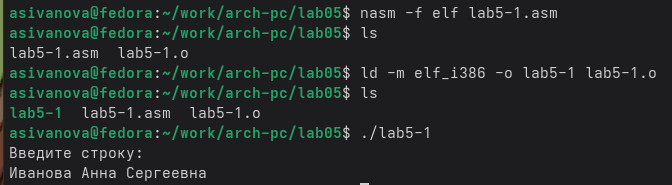 asivanova@fedora:~/work/arch-pc/lab05$ nasm -f elf lab5-1.asm
asivanova@fedora:~/work/arch-pc/lab05$ ls
lab5-1.asm  lab5-1.o
asivanova@fedora:~/work/arch-pc/lab05$ ld -m elf_i386 -o lab5-1 lab5-1.o
asivanova@fedora:~/work/arch-pc/lab05$ ls
lab5-1  lab5-1.asm  lab5-1.o
asivanova@fedora:~/work/arch-pc/lab05$ ./lab5-1
Введите строку:
Иванова Анна Сергеевна